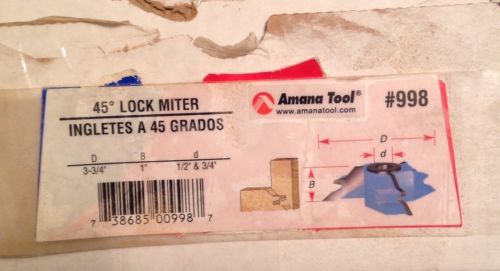 45° LOCK MITER
INGLETES A 45 GRADOS
Amana Tool®
www.amanatool.com
#998
D B d
3-3/4" 1" 1/2" & 3/4"
7 38685 00998 7
D
d
B